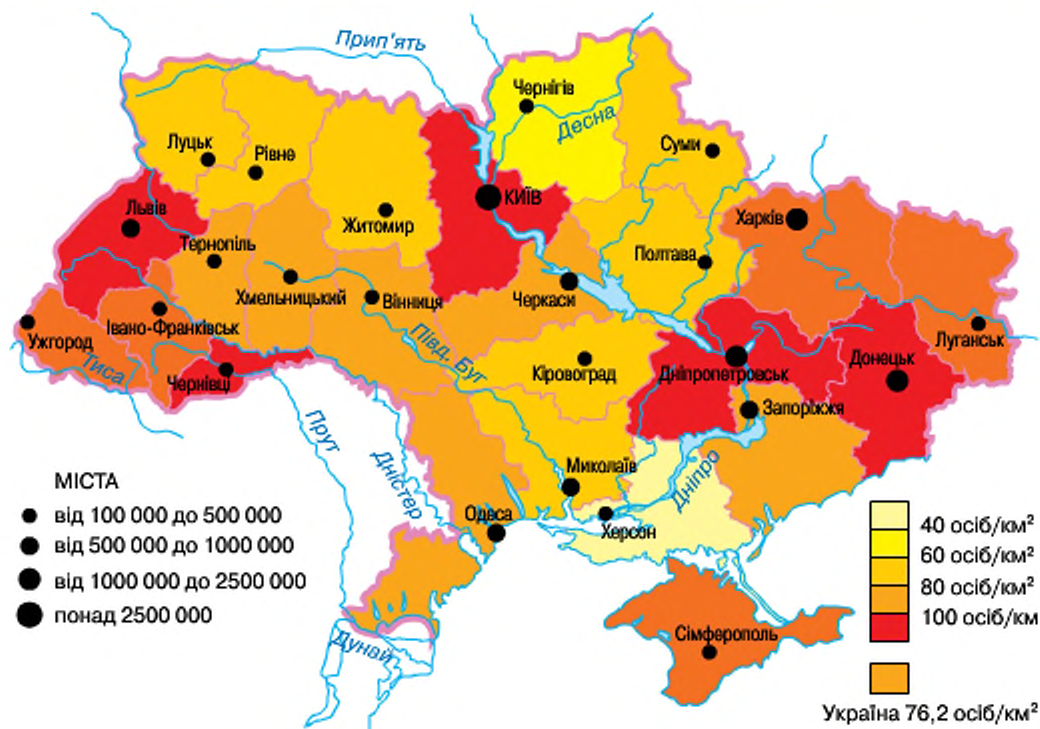 Прип'ять
Чернігів
Десна
Луцьк
Рівне
Суми
КИЇВ
Львів
Житомир
Харків
Тернопіль
Полтава
Хмельницький
Вінниця
Черкаси
Івано-Франківськ
Ужгород
Луганськ
Тиса
Чернівці
Півд. Буг
Кіровоград
Дніпропетровськ
Донецьк
Запоріжжя
Прут
Дністер
Миколаїв
Дніпро
Одеса
Херсон
Сімферополь
Дунай
МІСТА
від 100 000 до 500 000
від 500 000 до 1000 000
від 1000 000 до 2500 000
понад 2500 000
40 осіб/км²
60 осіб/км²
80 осіб/км²
100 осіб/км
Україна 76,2 осіб/км²